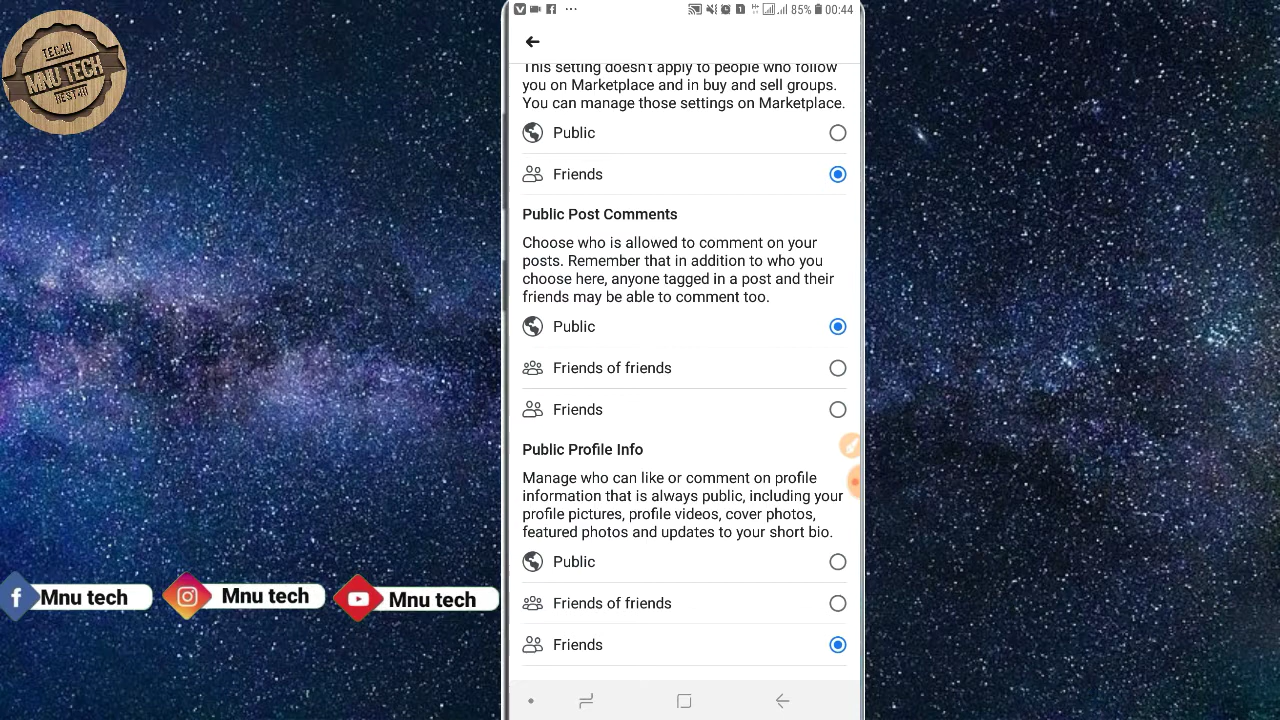 TEC4U
MNU TECH
BEST4U
85% 00:44
This setting doesn't apply to people who follow
you on Marketplace and in buy and sell groups.
You can manage those settings on Marketplace.
Public
Friends
Public Post Comments
Choose who is allowed to comment on your
posts. Remember that in addition to who you
choose here, anyone tagged in a post and their
friends may be able to comment too.
Public
Friends of friends
Friends
Public Profile Info
Manage who can like or comment on profile
information that is always public, including your
profile pictures, profile videos, cover photos,
featured photos and updates to your short bio.
Public
Friends of friends
Friends
Mnu tech
Mnu tech
Mnu tech